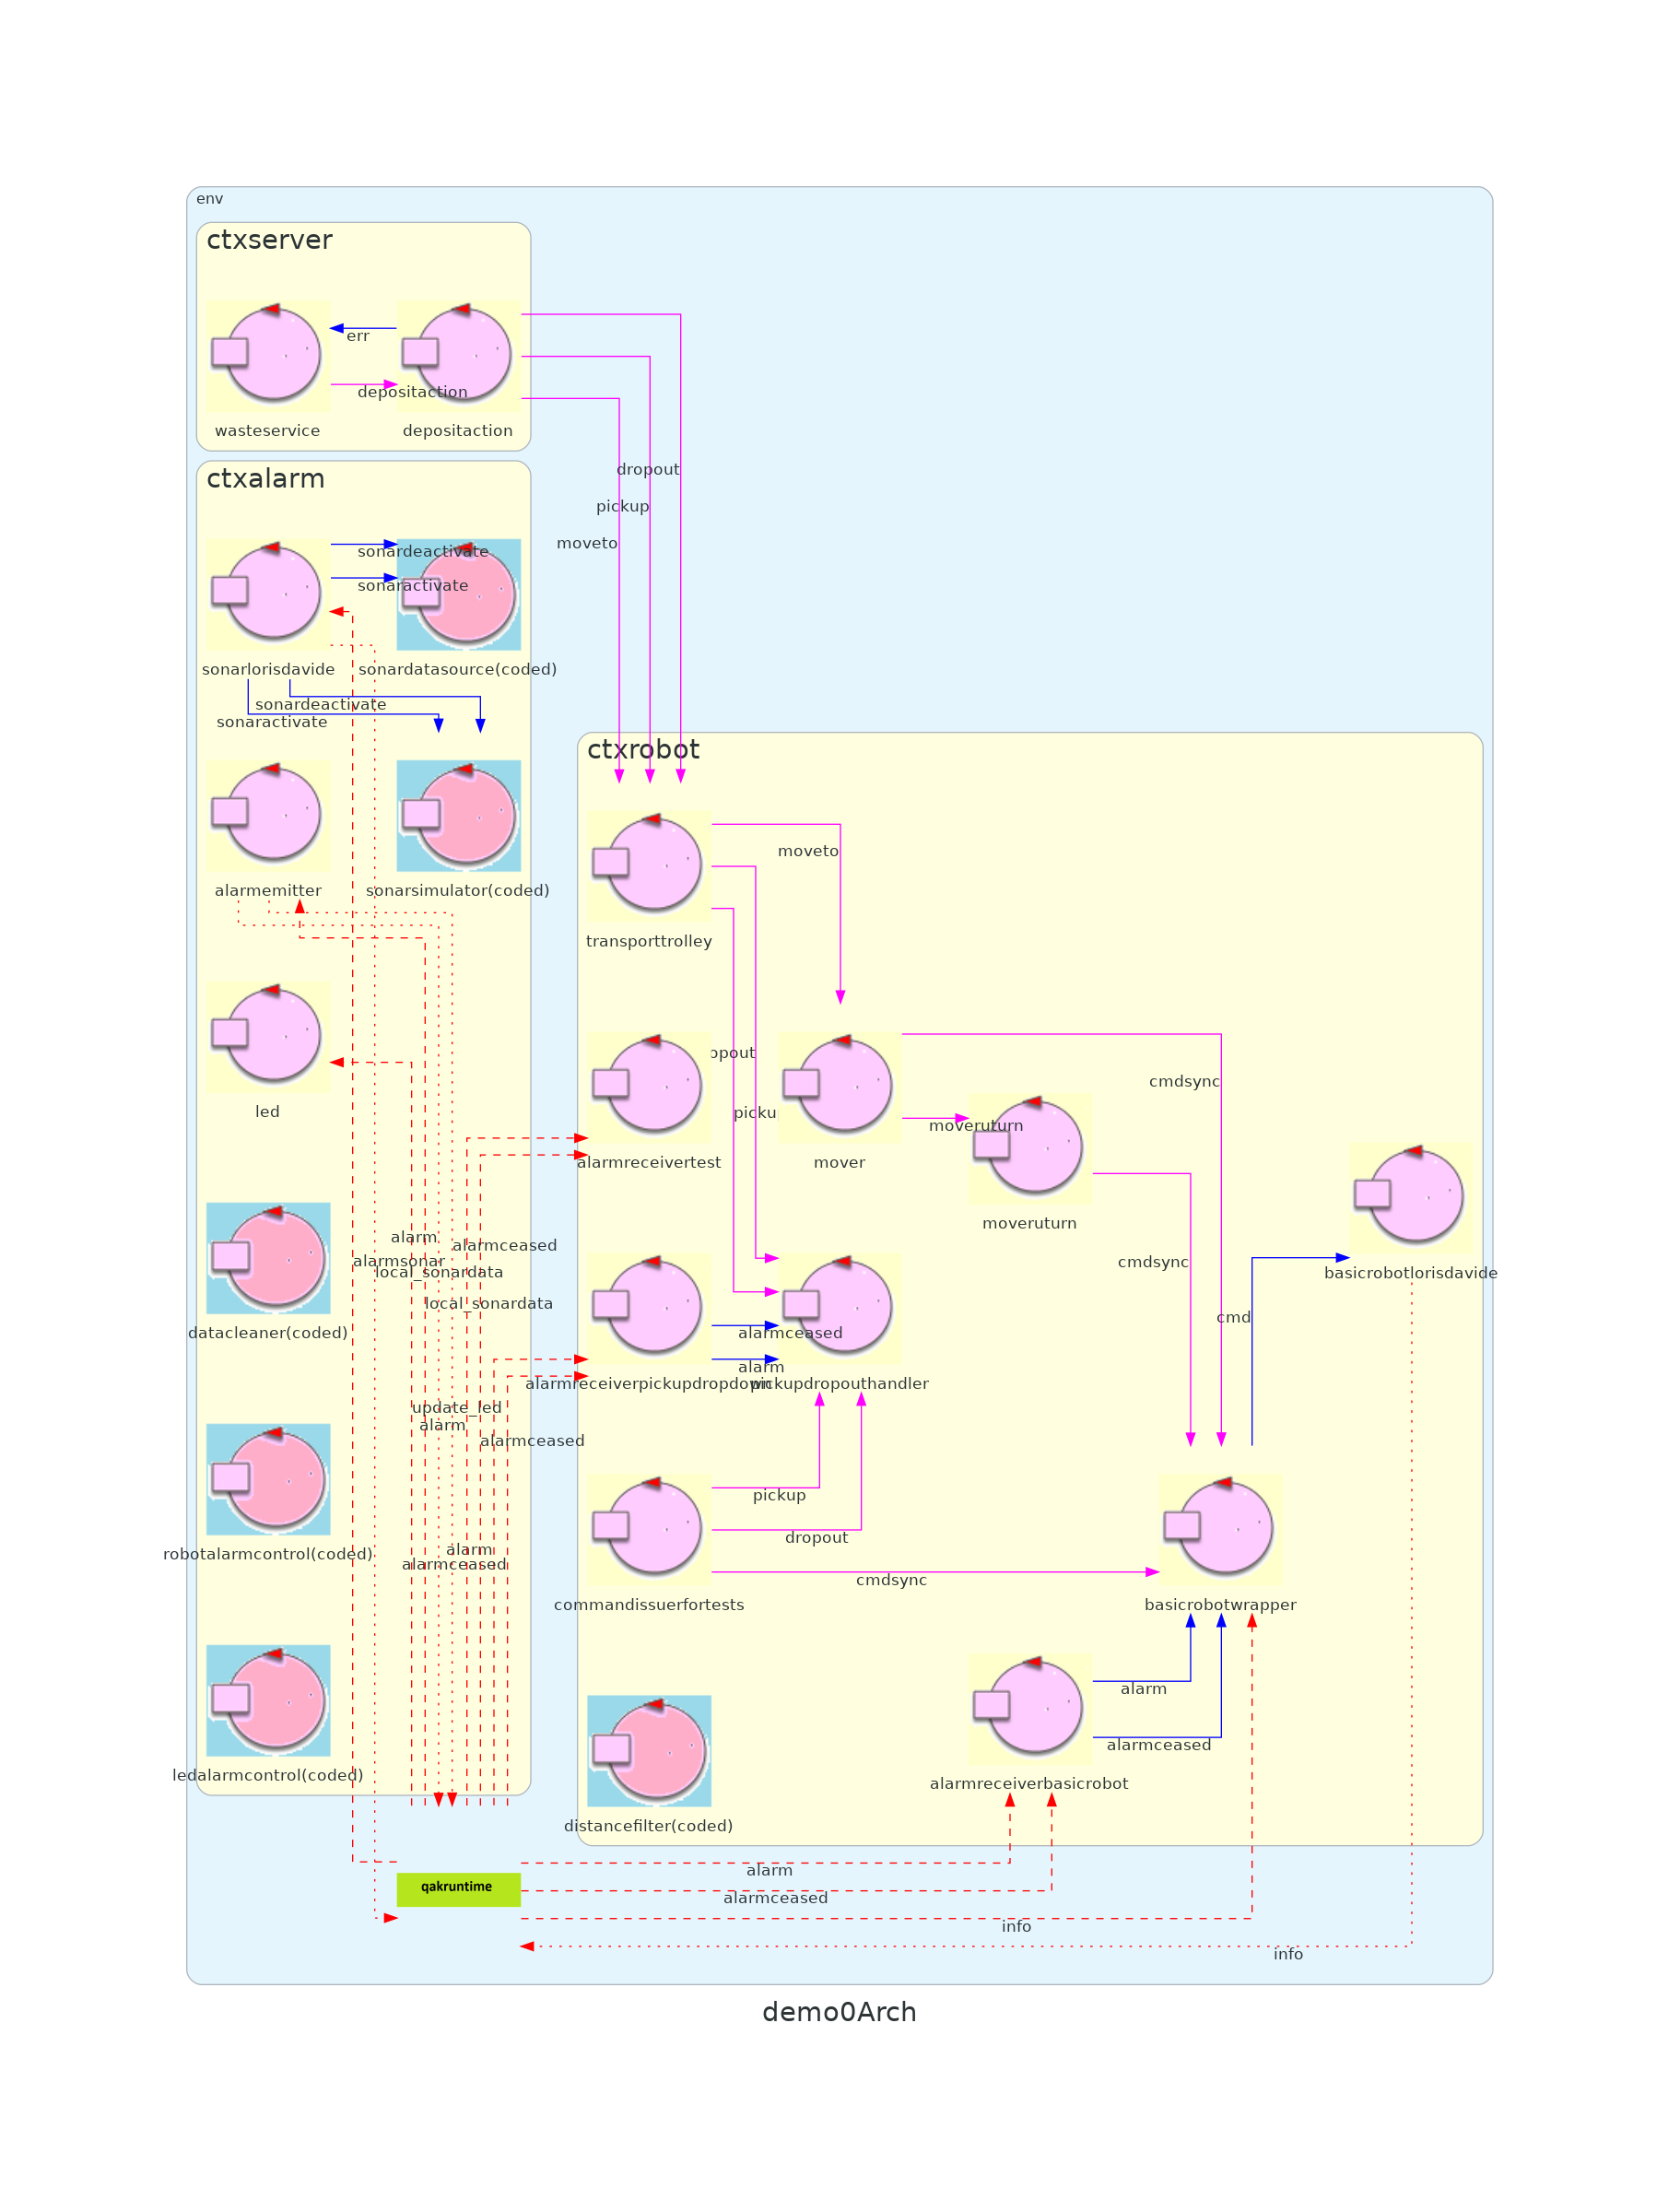 env
ctxserver
err
depositaction
wasteservice
depositaction
dropout
pickup
moveto
ctxalarm
sonardeactivate
sonaractivate
sonarlorisdavide
sonardatasource(coded)
sonardeactivate
sonaractivate
alarmemitter
sonarsimulator(coded)
led
alarm
alarmceased
alarmsonar
local_sonardata
local_sonardata
datacleaner(coded)
update_led
alarm
alarmceased
robotalarmcontrol(coded)
alarm
alarmceased
ledalarmcontrol(coded)
ctxrobot
moveto
transporttrolley
opout
pickup
cmdsync
moveruturn
alarmreceivertest
mover
moveruturn
cmdsync
basicrobotlorisdavide
cmd
alarmceased
alarm
alarmreceiverpickupdropdown
pickupdropouthandler
pickup
dropout
cmdsync
commandissuerfortests
basicrobotwrapper
alarm
alarmceased
alarmreceiverbasicrobot
distancefilter(coded)
alarm
qakruntime
alarmceased
info
info
demo0Arch